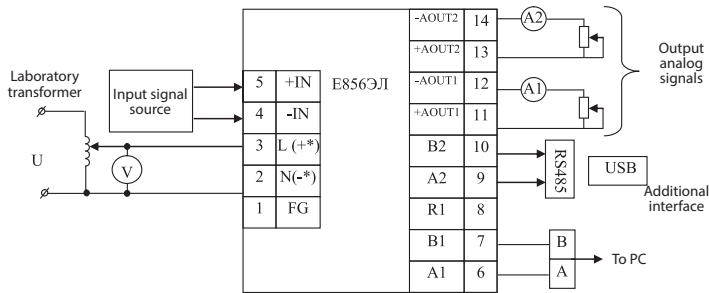 Laboratory
transformer
U
V
Input signal
source
5 +IN
4 -IN
3 L (+*)
2 N(-*)
1 FG
E856ЭЛ
-AOUT2 14
+AOUT2 13
-AOUT1 12
+AOUT1 11
B2 10
A2 9
R1 8
B1 7
A1 6
A2
A1
Output
analog
signals
RS485
USB
Additional
interface
B
A
To PC